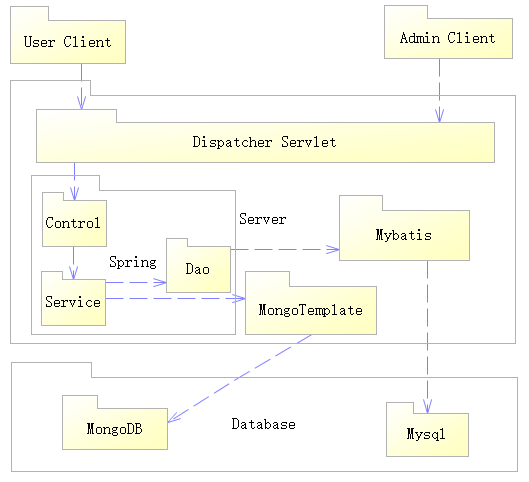 User Client
Admin Client
Dispatcher Servlet
Control
Server
Mybatis
Spring
Dao
Service
MongoTemplate
MongoDB
Database
Mysql